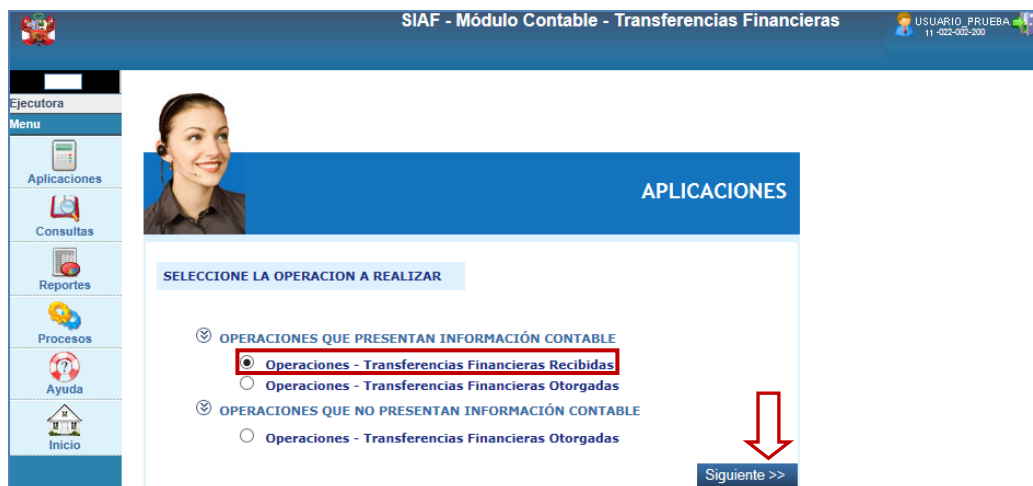 SIAF - Módulo Contable - Transferencias Financieras
USUARIO_PRUEBA
11-022-002-200
Ejecutora
Menu
Aplicaciones
Consultas
Reportes
Procesos
Ayuda
Inicio
APLICACIONES
SELECCIONE LA OPERACION A REALIZAR
OPERACIONES QUE PRESENTAN INFORMACIÓN CONTABLE
Operaciones - Transferencias Financieras Recibidas
Operaciones - Transferencias Financieras Otorgadas
OPERACIONES QUE NO PRESENTAN INFORMACIÓN CONTABLE
Operaciones - Transferencias Financieras Otorgadas
Siguiente >>